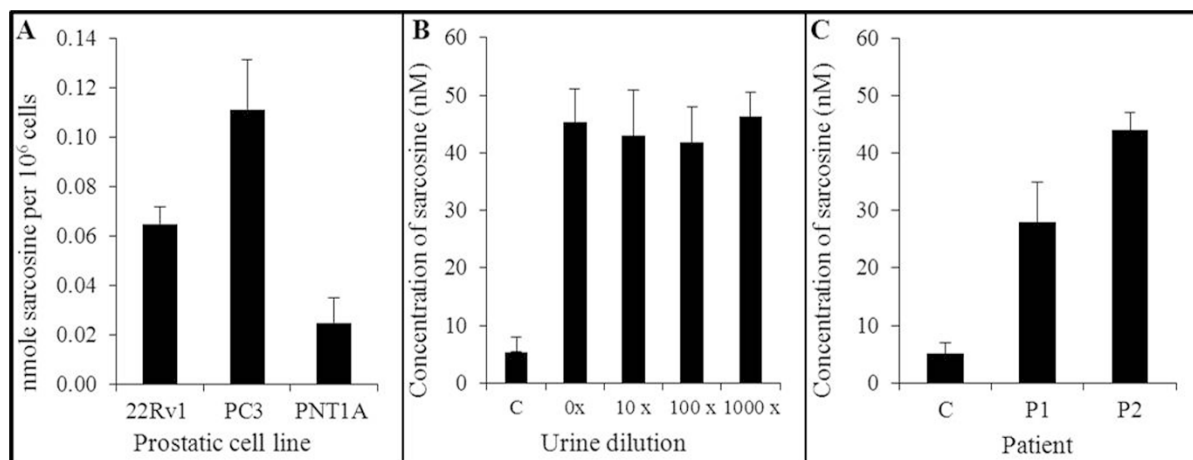 A
nmole sarcosine per 10⁶ cells
0.14
0.12
0.10
0.08
0.06
0.04
0.02
0.00
22Rv1 PC3 PNT1A
Prostatic cell line
B
Concentration of sarcosine (nM)
60
50
40
30
20
10
0
C 0x 10 x 100 x 1000 x
Urine dilution
C
Concentration of sarcosine (nM)
60
50
40
30
20
10
0
C P1 P2
Patient